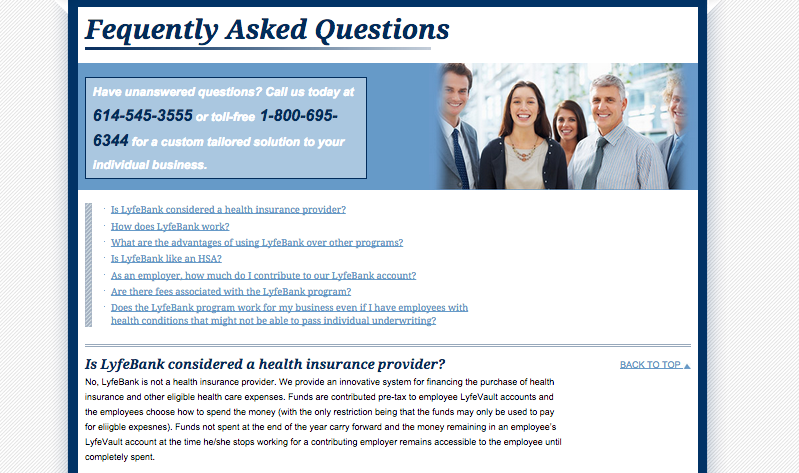 Fequently Asked Questions
Have unanswered questions? Call us today at
614-545-3555 or toll-free 1-800-695-
6344 for a custom tailored solution to your
individual business.
Is LyfeBank considered a health insurance provider?
How does LyfeBank work?
What are the advantages of using LyfeBank over other programs?
Is LyfeBank like an HSA?
As an employer, how much do I contribute to our LyfeBank account?
Are there fees associated with the LyfeBank program?
Does the LyfeBank program work for my business even if I have employees with
health conditions that might not be able to pass individual underwriting?
Is LyfeBank considered a health insurance provider?
BACK TO TOP
No, LyfeBank is not a health insurance provider. We provide an innovative system for financing the purchase of health
insurance and other eligible health care expenses. Funds are contributed pre-tax to employee LyfeVault accounts and
the employees choose how to spend the money (with the only restriction being that the funds may only be used to pay
for eligble expesnes). Funds not spent at the end of the year carry forward and the money remaining in an employee's
LyfeVault account at the time he/she stops working for a contributing employer remains accessible to the employee until
completely spent.